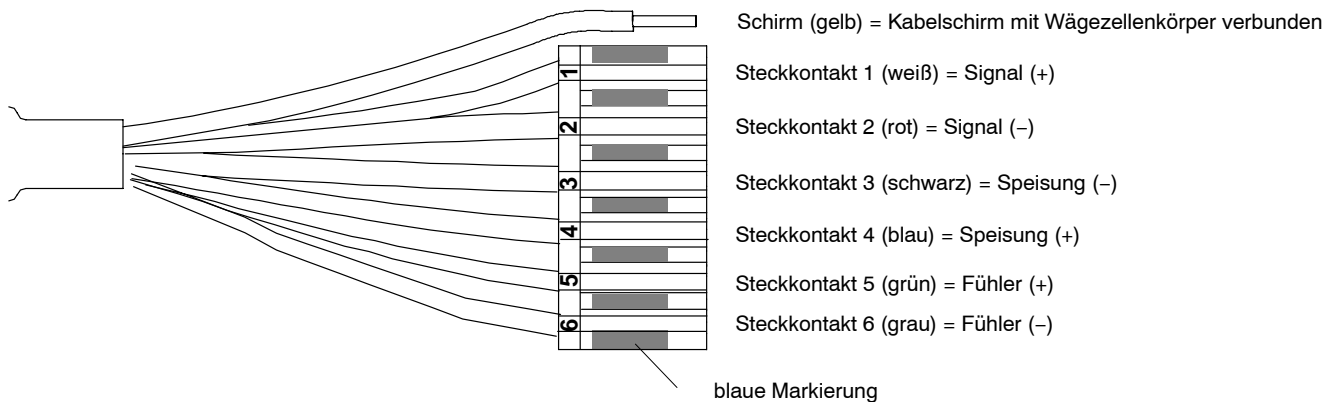 Schirm (gelb) = Kabelschirm mit Wägezellenkörper verbunden
1
Steckkontakt 1 (weiß) = Signal (+)
2
Steckkontakt 2 (rot) = Signal (−)
3
Steckkontakt 3 (schwarz) = Speisung (−)
4
Steckkontakt 4 (blau) = Speisung (+)
5
Steckkontakt 5 (grün) = Fühler (+)
6
Steckkontakt 6 (grau) = Fühler (−)
blaue Markierung